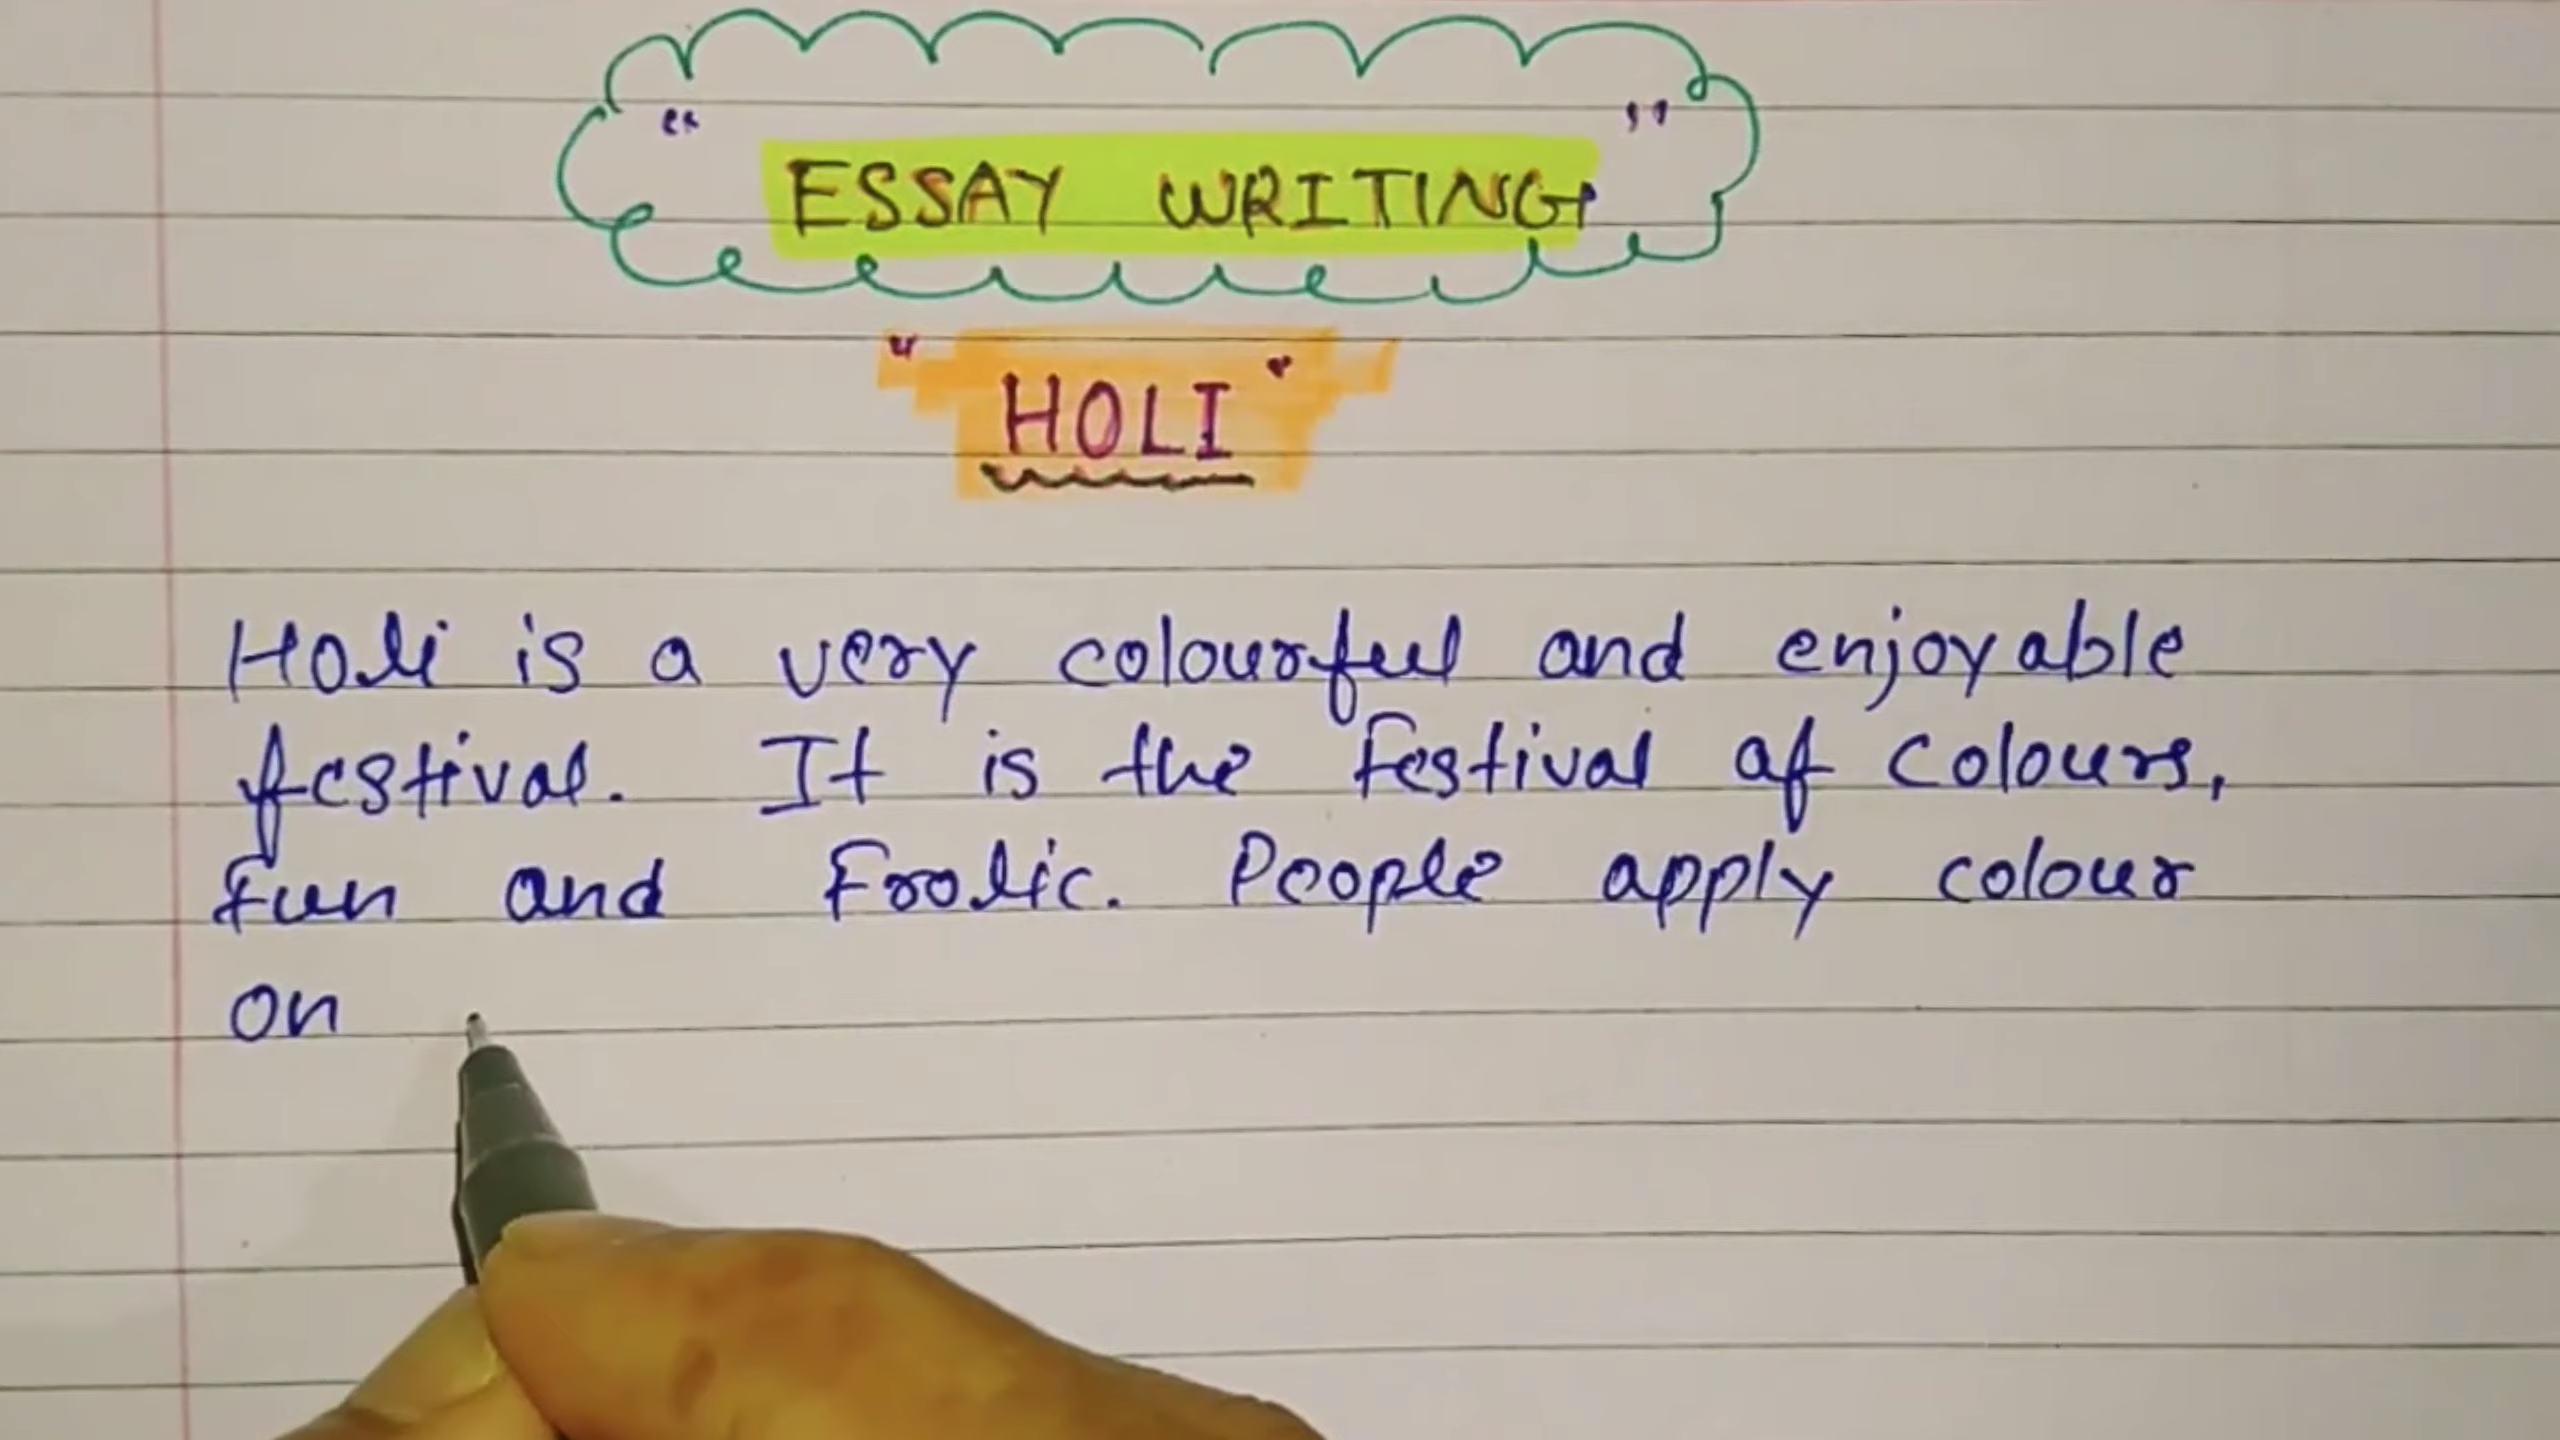 "ESSAY WRITING"
"HOLI"
Holi is a very colourful and enjoyable
festival. It is the festival of colours,
fun and Frolic. People apply colour
on